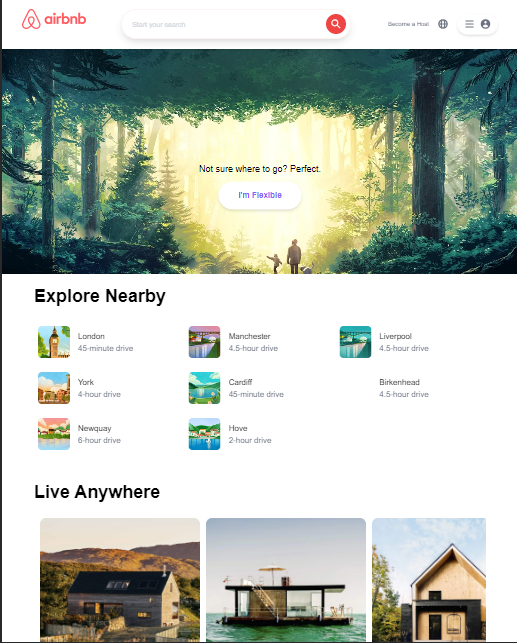 airbnb
Start your search
Become a Host
Not sure where to go? Perfect.
I'm Flexible
Explore Nearby
London
45-minute drive
Manchester
4.5-hour drive
Liverpool
4.5-hour drive
York
4-hour drive
Cardiff
45-minute drive
Birkenhead
4.5-hour drive
Newquay
6-hour drive
Hove
2-hour drive
Live Anywhere